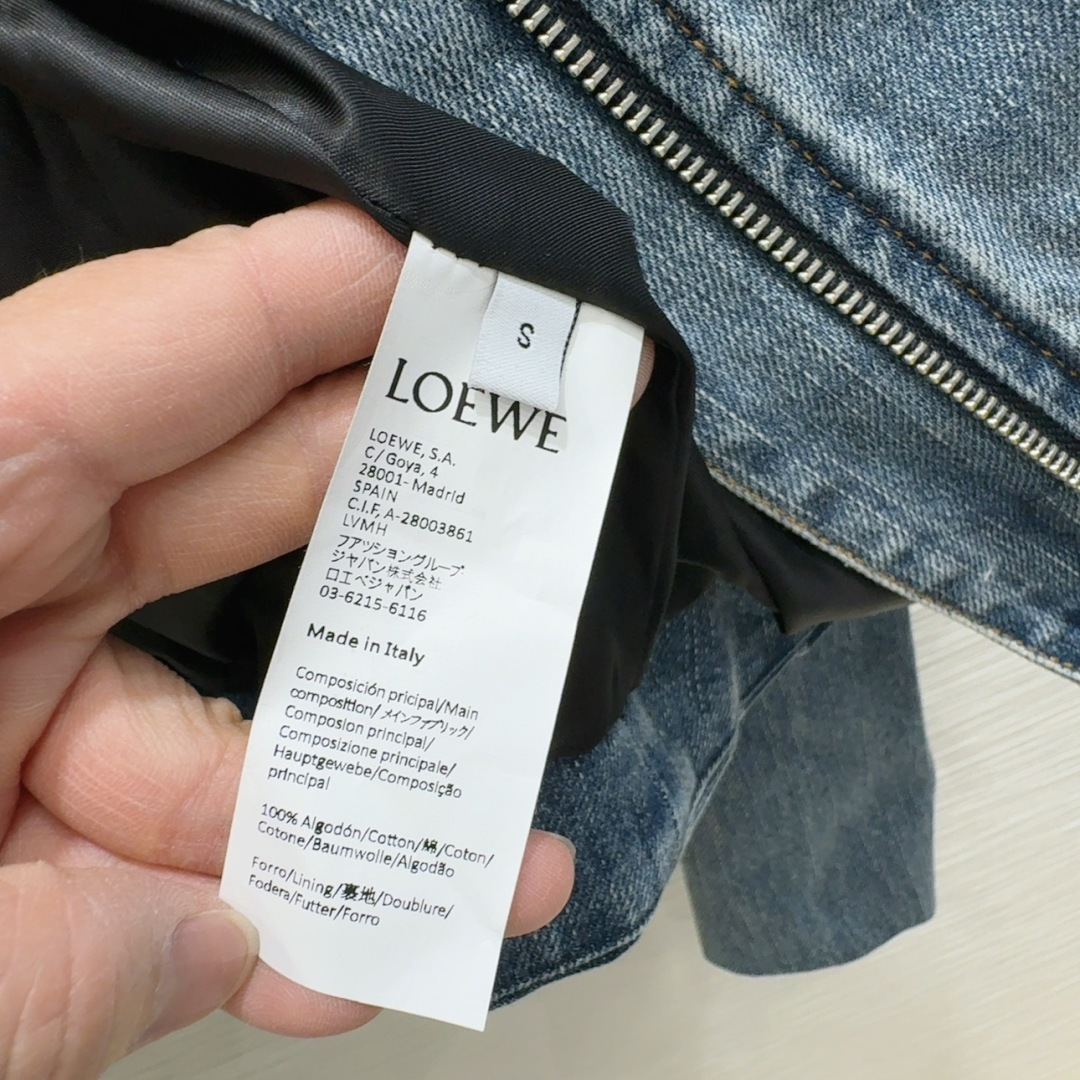 S
LOEWE
LOEWE, S.A.
C/Goya, 4
28001- Madrid
SPAIN
C.I.F, A-28003861
LVMH
フアッショングループ
ジヤパン株式会社
ロエベジャパン
03-6215-6116
Made in Italy
Composición pricipal/Main
composition/メインファブリック/
Composion principal/
Composizione principale/
Hauptgewebe/Composição
principal
100% Algodón/Cotton/綿/Coton/
Cotone/Baumwolle/Algodão
Forro/Lining/裏地/Doublure/
Fodera/Futter/Forro